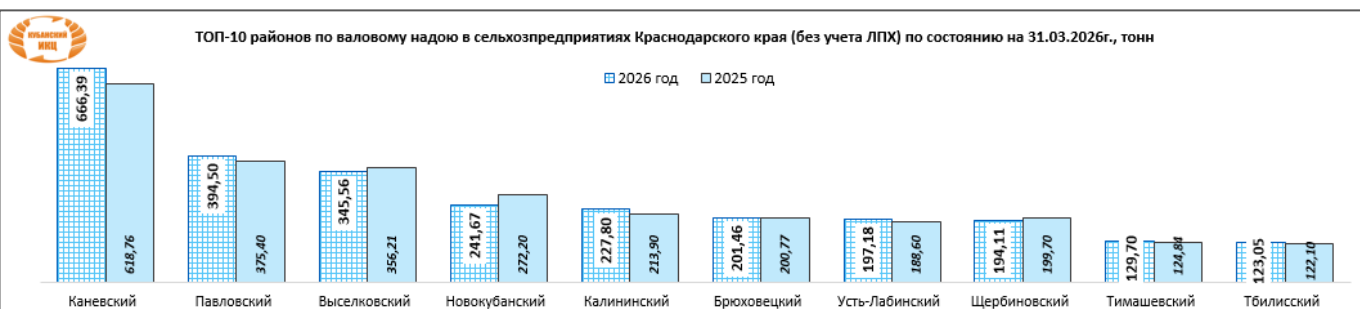 КУБАНСКИЙ
ИКЦ
ТОП-10 районов по валовому надою в сельхозпредприятиях Краснодарского края (без учета ЛПХ) по состоянию на 31.03.2026г., тонн
2026 год 2025 год
666,39 618,76 394,50 375,40 345,56 356,21 241,67 272,20 227,80 213,90 201,46 200,77 197,18 188,60 194,11 199,70 129,70 124,84 123,05 122,10
Каневский Павловский Выселковский Новокубанский Калининский Брюховецкий Усть-Лабинский Щербиновский Тимашевский Тбилисский